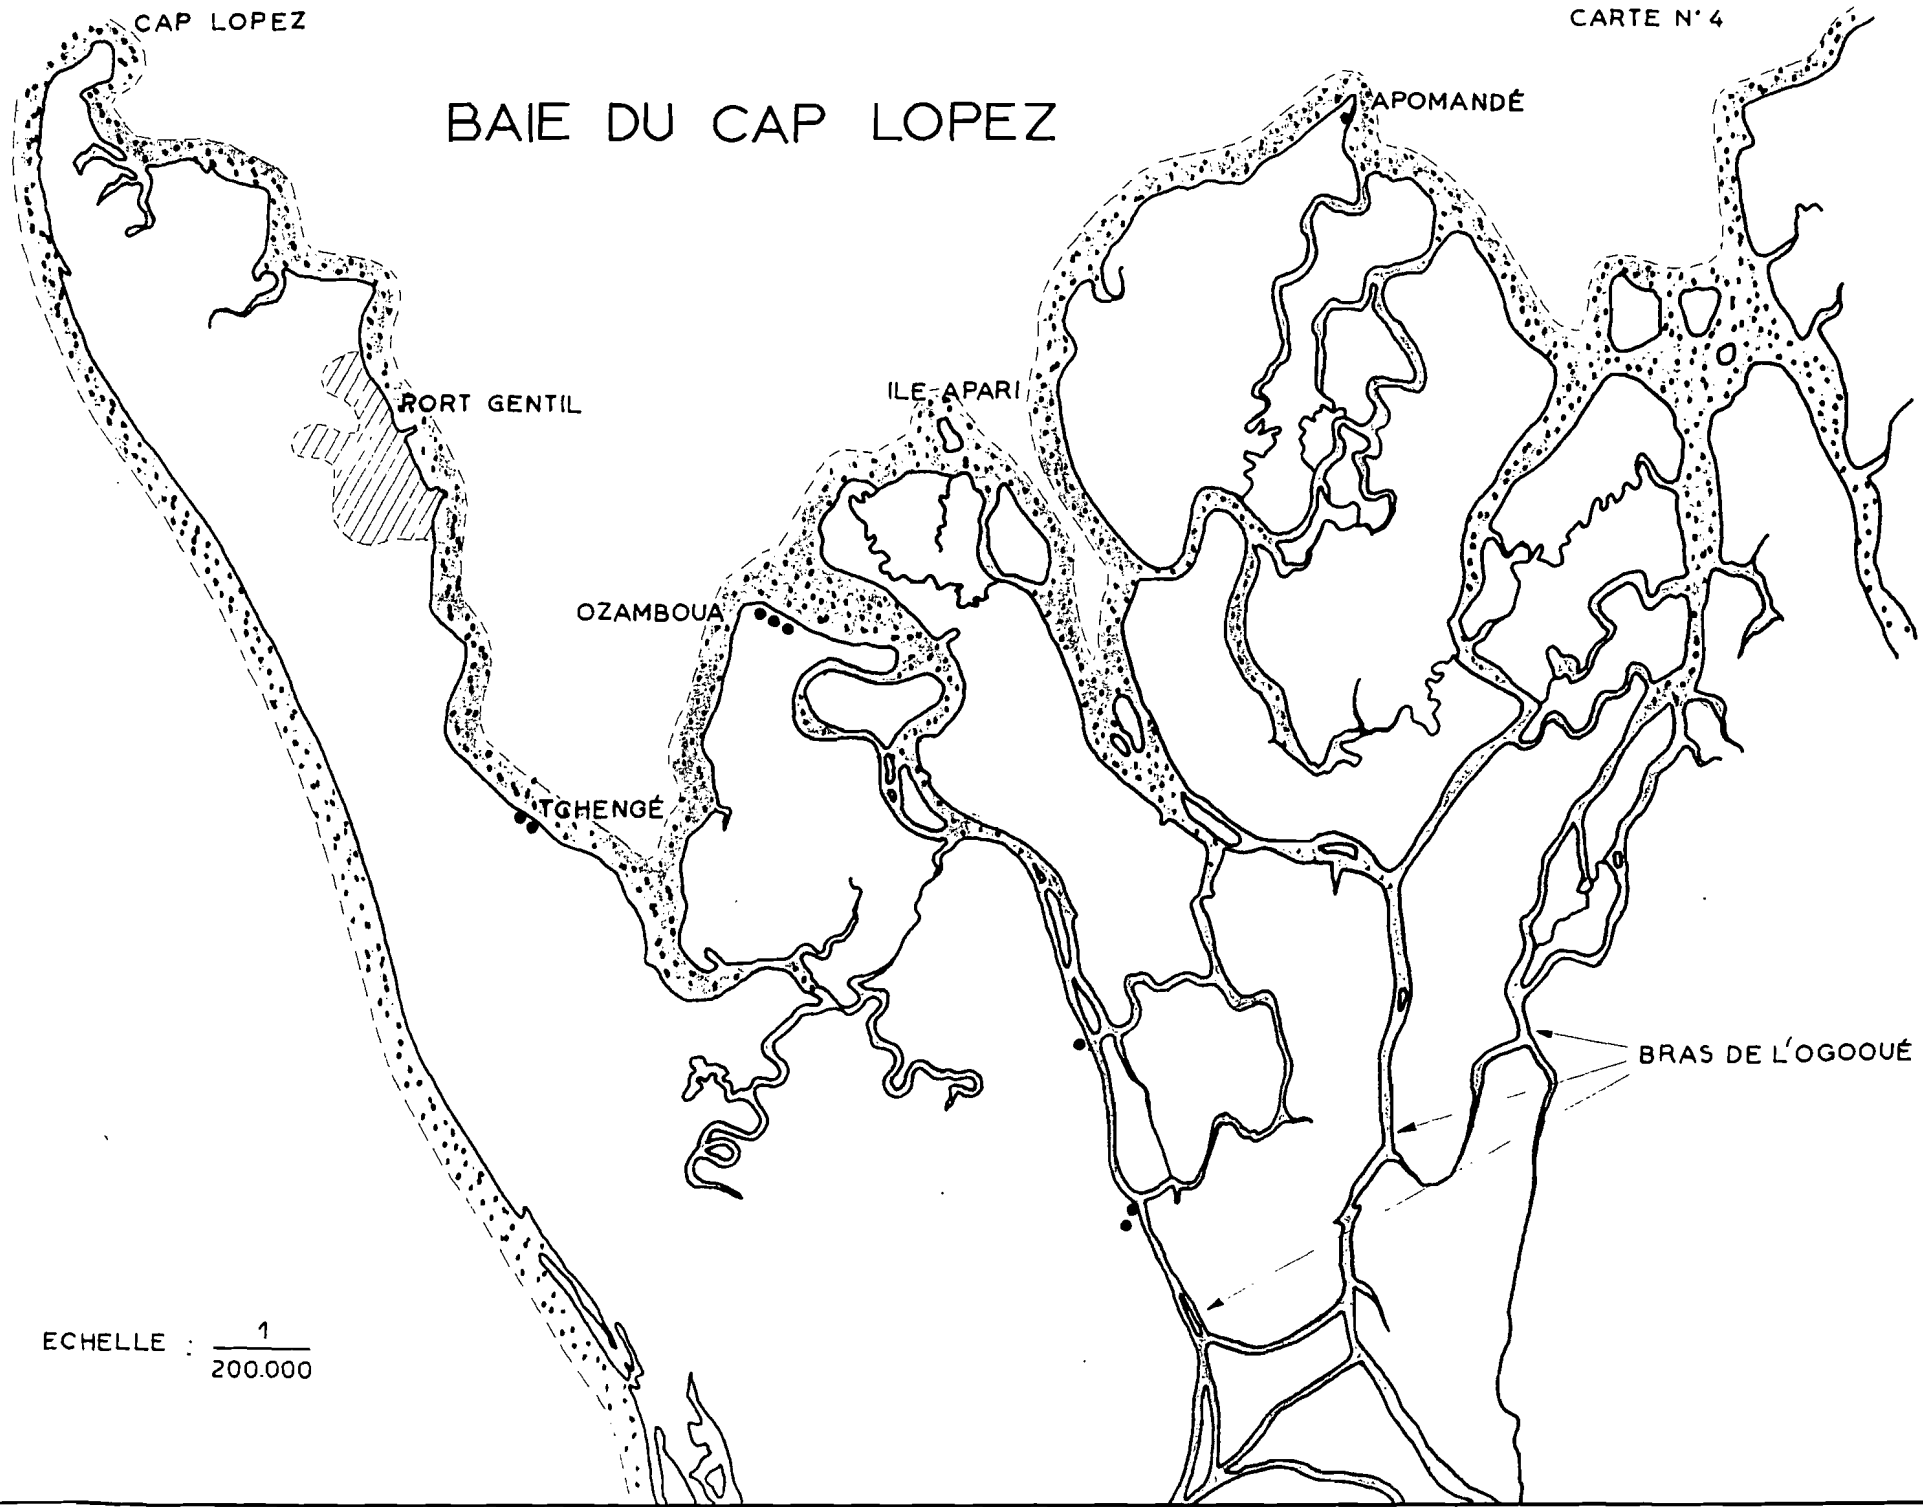 CAP LOPEZ
CARTE N° 4
BAIE DU CAP LOPEZ
APOMANDÉ
PORT GENTIL
ILE APARI
OZAMBOUA
TCHENGÉ
BRAS DE L'OGOOUÉ
ECHELLE : 1
200.000